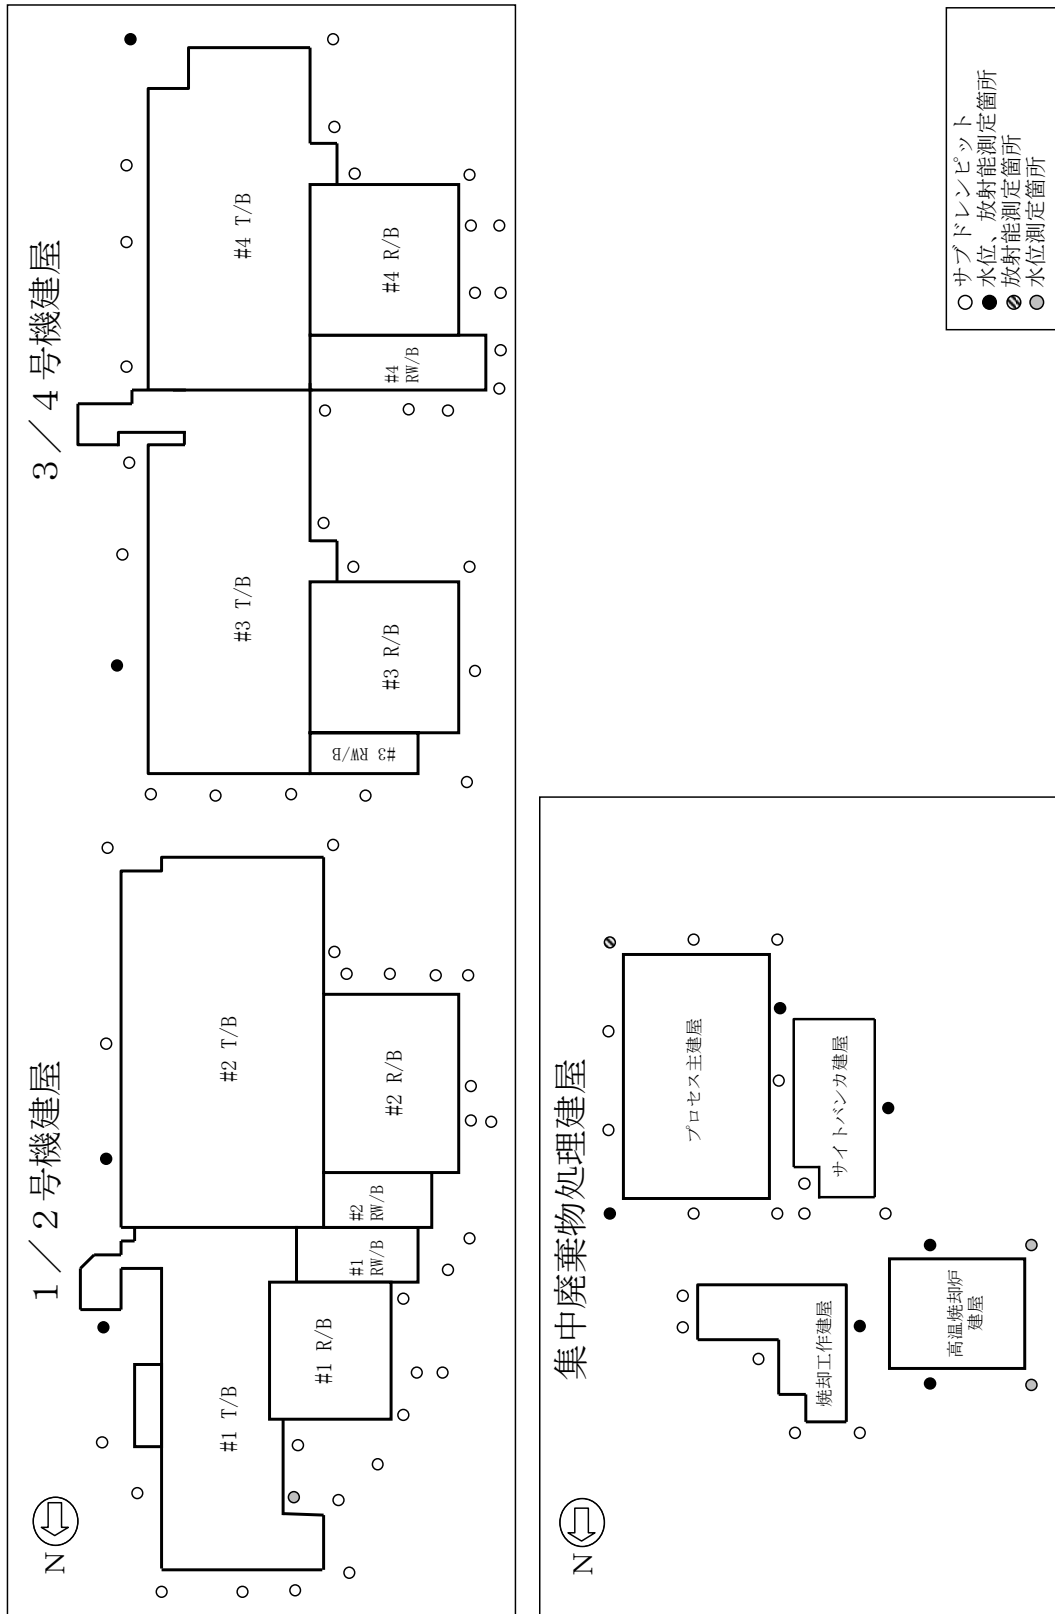 1／2号機建屋
N
#1 T/B
#1 R/B
#1
RW/B
#2
RW/B
#2 T/B
#2 R/B
3／4号機建屋
#3 T/B
#3 RW/B
#3 R/B
#4 T/B
#4
RW/B
#4 R/B
集中廃棄物処理建屋
N
焼却工作建屋
高温焼却炉
建屋
プロセス主建屋
サイトバンカ建屋
サブドレンピット
水位、放射能測定箇所
放射能測定箇所
水位測定箇所